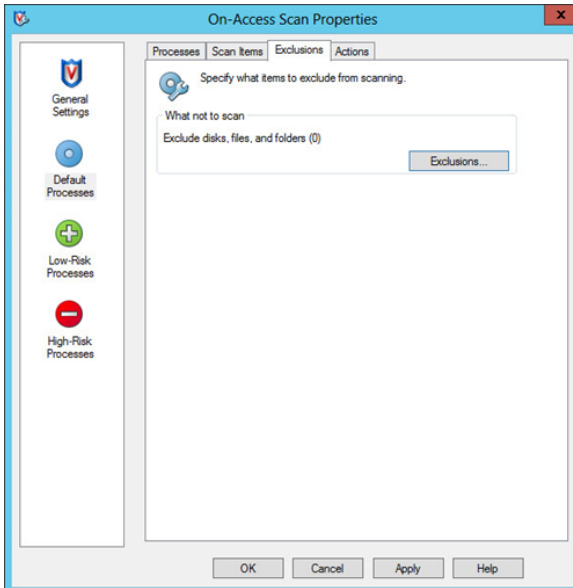 On-Access Scan Properties
x
Processes Scan Items Exclusions Actions
Specify what items to exclude from scanning.
What not to scan
Exclude disks, files, and folders (0)
Exclusions...
General
Settings
Default
Processes
Low-Risk
Processes
High-Risk
Processes
OK Cancel Apply Help